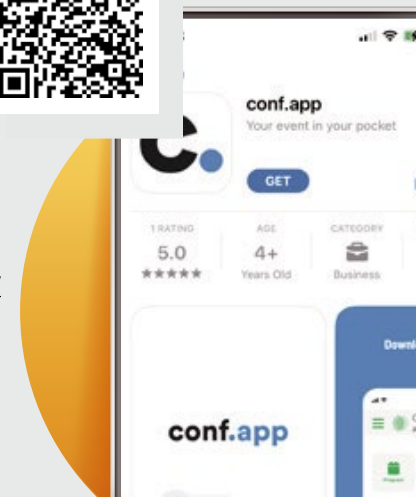 conf.app
Your event in your pocket
c.
GET
1 RATING
AGE
CATEGORY
5.0
4+
★★★★★
Years Old
Business
conf.app
Program